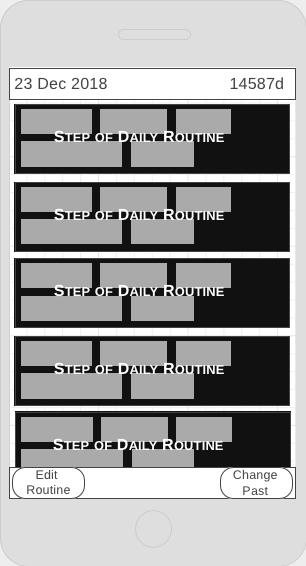 23 Dec 2018 14587d
Step of Daily Routine
Step of Daily Routine
Step of Daily Routine
Step of Daily Routine
Step of Daily Routine
Edit Change
Routine Past